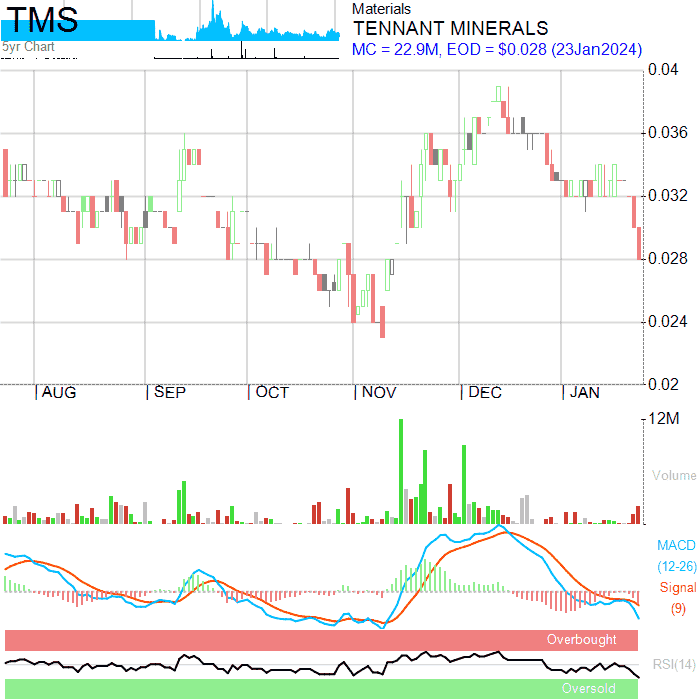 TMS
5yr Chart
Materials
TENNANT MINERALS
MC = 22.9M, EOD = $0.028 (23Jan2024)
0.04
0.036
0.032
0.028
0.024
0.02
AUG SEP OCT NOV DEC JAN
12M
Volume
MACD
(12-26)
Signal
(9)
Overbought
RSI(14)
Oversold